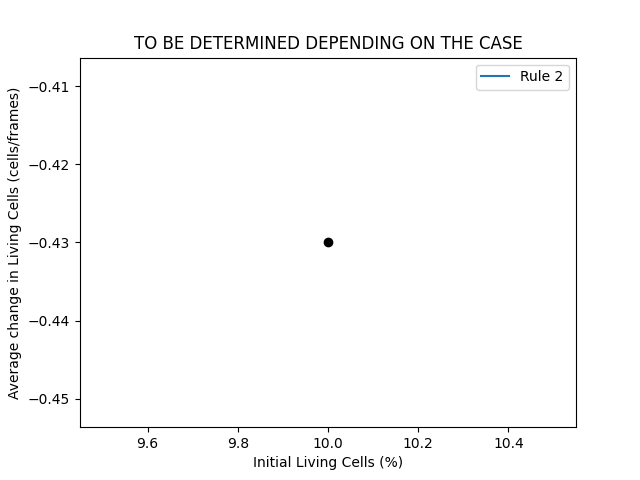 TO BE DETERMINED DEPENDING ON THE CASE
Rule 2
Average change in Living Cells (cells/frames)
−0.41
−0.42
−0.43
−0.44
−0.45
9.6 9.8 10.0 10.2 10.4
Initial Living Cells (%)